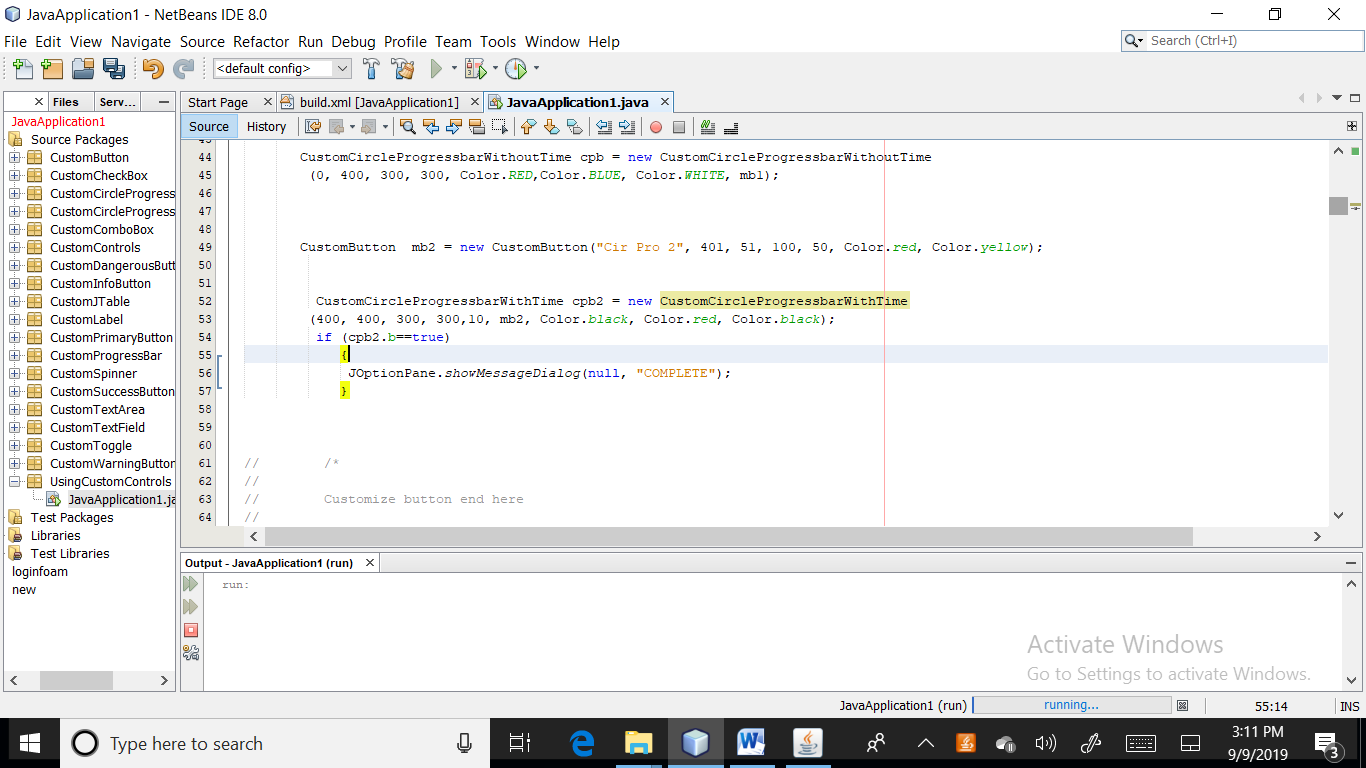 JavaApplication1 - NetBeans IDE 8.0
File Edit View Navigate Source Refactor Run Debug Profile Team Tools Window Help
Search (Ctrl+I)
<default config>
Files Serv...
Start Page build.xml [JavaApplication1] JavaApplication1.java
JavaApplication1
Source Packages
CustomButton
CustomCheckBox
CustomCircleProgress
CustomCircleProgress
CustomComboBox
CustomControls
CustomDangerousButt
CustomInfoButton
CustomJTable
CustomLabel
CustomPrimaryButton
CustomProgressBar
CustomSpinner
CustomSuccessButton
CustomTextArea
CustomTextField
CustomToggle
CustomWarningButton
UsingCustomControls
JavaApplication1.ja
Test Packages
Libraries
Test Libraries
loginfoam
new
Source History
44 CustomCircleProgressbarWithoutTime cpb = new CustomCircleProgressbarWithoutTime
45 (0, 400, 300, 300, Color.RED,Color.BLUE, Color.WHITE, mb1);
46
47
48
49 CustomButton mb2 = new CustomButton("Cir Pro 2", 401, 51, 100, 50, Color.red, Color.yellow);
50
51
52 CustomCircleProgressbarWithTime cpb2 = new CustomCircleProgressbarWithTime
53 (400, 400, 300, 300,10, mb2, Color.black, Color.red, Color.black);
54 if (cpb2.b==true)
55 {
56 JOptionPane.showMessageDialog(null, "COMPLETE");
57 }
58
59
60
61 // /*
62 //
63 // Customize button end here
64 //
Output - JavaApplication1 (run)
run:
Activate Windows
Go to Settings to activate Windows.
JavaApplication1 (run) running... 55:14 INS
Type here to search
3:11 PM
9/9/2019
3